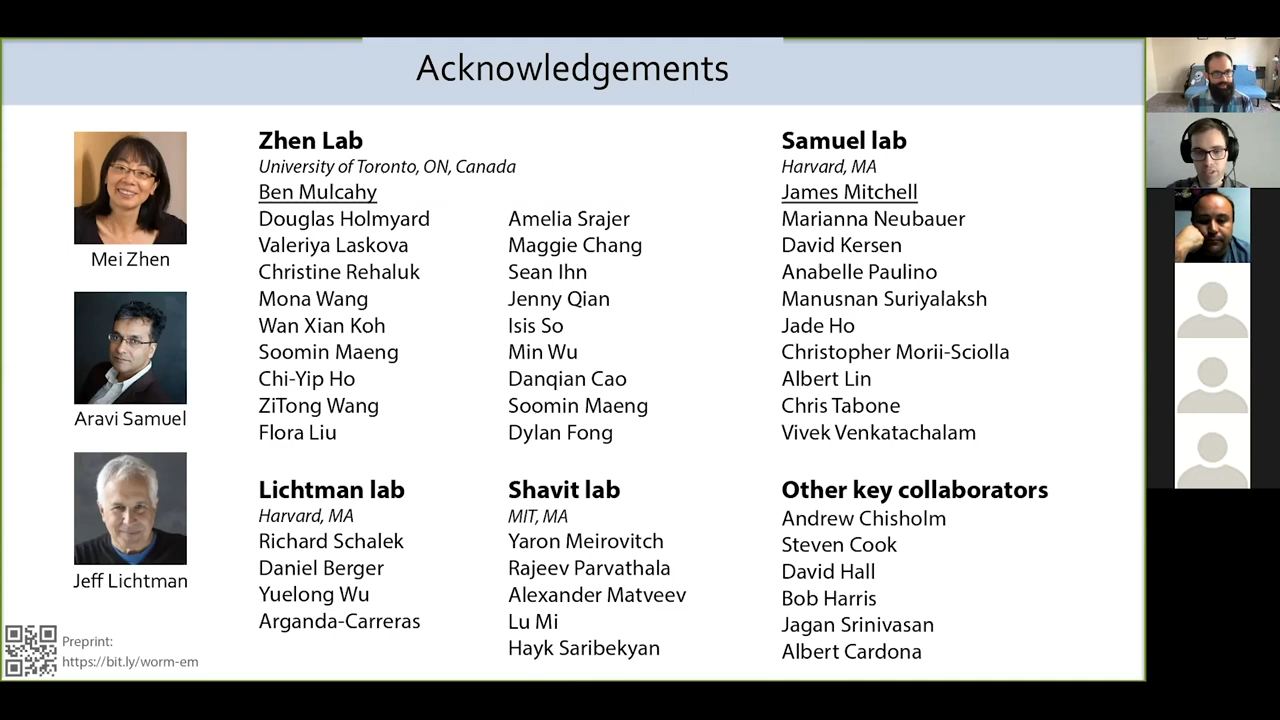 Acknowledgements
Mei Zhen
Aravi Samuel
Jeff Lichtman
Preprint:
https://bit.ly/worm-em
Zhen Lab
University of Toronto, ON, Canada
Ben Mulcahy
Douglas Holmyard
Valeriya Laskova
Christine Rehaluk
Mona Wang
Wan Xian Koh
Soomin Maeng
Chi-Yip Ho
ZiTong Wang
Flora Liu
Amelia Srajer
Maggie Chang
Sean Ihn
Jenny Qian
Isis So
Min Wu
Danqian Cao
Soomin Maeng
Dylan Fong
Samuel lab
Harvard, MA
James Mitchell
Marianna Neubauer
David Kersen
Anabelle Paulino
Manusnan Suriyalaksh
Jade Ho
Christopher Morii-Sciolla
Albert Lin
Chris Tabone
Vivek Venkatachalam
Lichtman lab
Harvard, MA
Richard Schalek
Daniel Berger
Yuelong Wu
Arganda-Carreras
Shavit lab
MIT, MA
Yaron Meirovitch
Rajeev Parvathala
Alexander Matveev
Lu Mi
Hayk Saribekyan
Other key collaborators
Andrew Chisholm
Steven Cook
David Hall
Bob Harris
Jagan Srinivasan
Albert Cardona